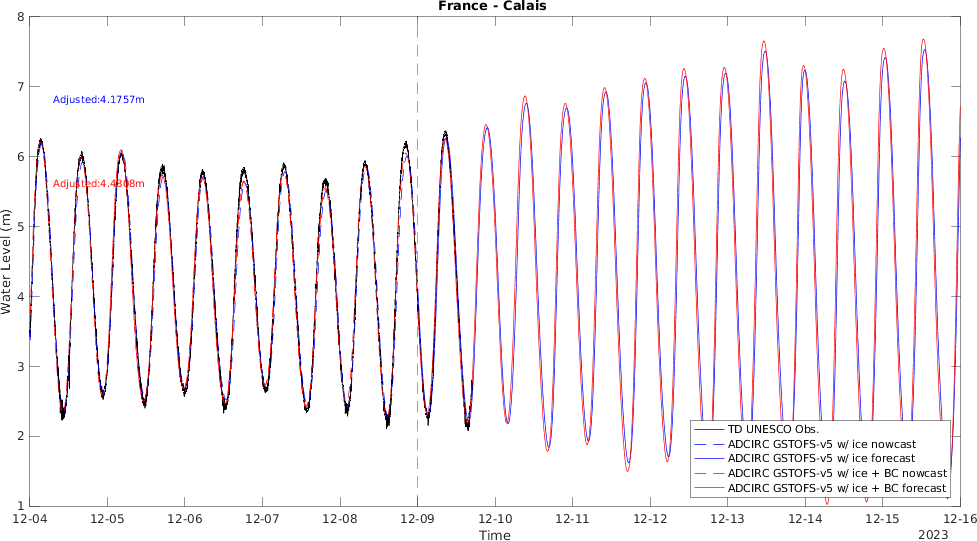 France - Calais
8
7
6
5
4
3
2
1
Water Level (m)
Adjusted:4.1757m
Adjusted:4.4308m
TD UNESCO Obs.
ADCIRC GSTOFS-v5 w/ ice nowcast
ADCIRC GSTOFS-v5 w/ ice forecast
ADCIRC GSTOFS-v5 w/ ice + BC nowcast
ADCIRC GSTOFS-v5 w/ ice + BC forecast
12-04 12-05 12-06 12-07 12-08 12-09 12-10 12-11 12-12 12-13 12-14 12-15 12-16
Time
2023